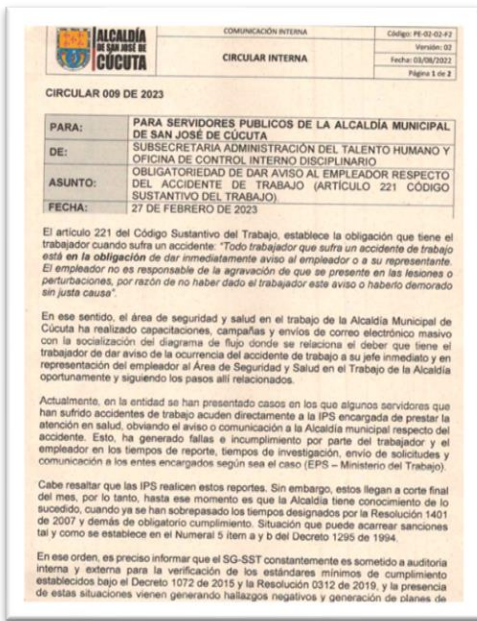 ALCALDÍA
DE SAN JOSÉ DE
CÚCUTA
COMUNICACIÓN INTERNA
CIRCULAR INTERNA
Código: PE-02-02-F2
Versión: 02
Fecha: 03/08/2022
Página 1 de 2
CIRCULAR 009 DE 2023
PARA: PARA SERVIDORES PUBLICOS DE LA ALCALDÍA MUNICIPAL
DE SAN JOSÉ DE CÚCUTA
DE: SUBSECRETARIA ADMINISTRACIÓN DEL TALENTO HUMANO Y
OFICINA DE CONTROL INTERNO DISCIPLINARIO
ASUNTO: OBLIGATORIEDAD DE DAR AVISO AL EMPLEADOR RESPECTO
DEL ACCIDENTE DE TRABAJO (ARTÍCULO 221 CÓDIGO
SUSTANTIVO DEL TRABAJO)
FECHA: 27 DE FEBRERO DE 2023
El artículo 221 del Código Sustantivo del Trabajo, establece la obligación que tiene el
trabajador cuando sufra un accidente: "Todo trabajador que sufra un accidente de trabajo
está en la obligación de dar inmediatamente aviso al empleador o a su representante.
El empleador no es responsable de la agravación de que se presente en las lesiones o
perturbaciones, por razón de no haber dado el trabajador este aviso o haberlo demorado
sin justa causa".
En ese sentido, el área de seguridad y salud en el trabajo de la Alcaldía Municipal de
Cúcuta ha realizado capacitaciones, campañas y envíos de correo electrónico masivo
con la socialización del diagrama de flujo donde se relaciona el deber que tiene el
trabajador de dar aviso de la ocurrencia del accidente de trabajo a su jefe inmediato y en
representación del empleador al Área de Seguridad y Salud en el Trabajo de la Alcaldía
oportunamente y siguiendo los pasos allí relacionados.
Actualmente, en la entidad se han presentado casos en los que algunos servidores que
han sufrido accidentes de trabajo acuden directamente a la IPS encargada de prestar la
atención en salud, obviando el aviso o comunicación a la Alcaldía municipal respecto del
accidente. Esto, ha generado fallas e incumplimiento por parte del trabajador y el
empleador en los tiempos de reporte, tiempos de investigación, envío de solicitudes y
comunicación a los entes encargados según sea el caso (EPS – Ministerio del Trabajo).
Cabe resaltar que las IPS realicen estos reportes. Sin embargo, estos llegan a corte final
del mes, por lo tanto, hasta ese momento es que la Alcaldía tiene conocimiento de lo
sucedido, cuando ya se han sobrepasado los tiempos designados por la Resolución 1401
de 2007 y demás de obligatorio cumplimiento. Situación que puede acarrear sanciones
tal y como se establece en el Numeral 5 ítem a y b del Decreto 1295 de 1994.
En ese orden, es preciso informar que el SG-SST constantemente es sometido a auditoria
interna y externa para la verificación de los estándares mínimos de cumplimiento
establecidos bajo el Decreto 1072 de 2015 y la Resolución 0312 de 2019, y la presencia
de estas situaciones vienen generando hallazgos negativos y generación de planes de